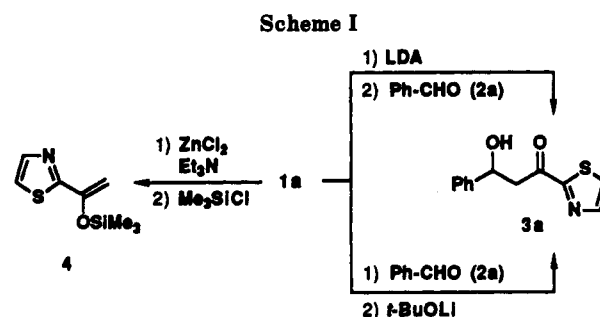 Scheme I
1) LDA
2) Ph-CHO (2a)
N
S
OSiMe3
4
1) ZnCl2
Et3N
2) Me3SiCl
1a
OH
O
Ph
S
N
3a
1) Ph-CHO (2a)
2) t-BuOLi